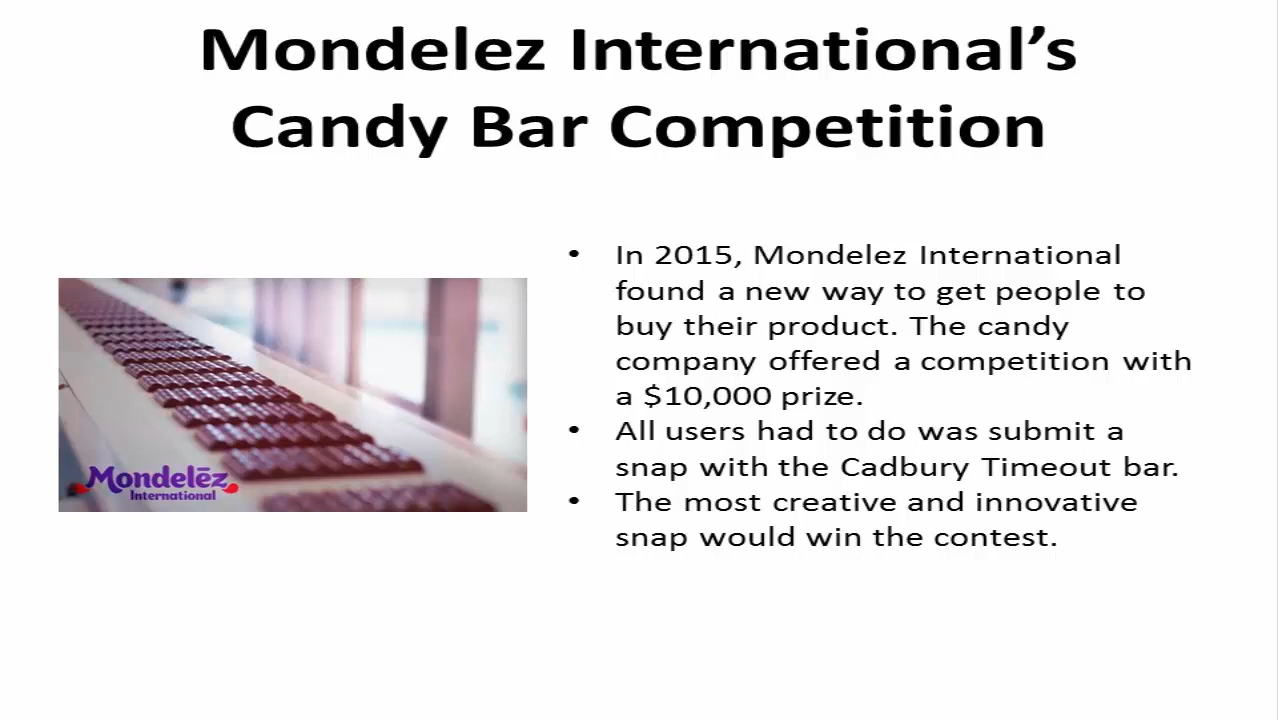 Mondelez International’s
Candy Bar Competition
• In 2015, Mondelez International
found a new way to get people to
buy their product. The candy
company offered a competition with
a $10,000 prize.
• All users had to do was submit a
snap with the Cadbury Timeout bar.
• The most creative and innovative
snap would win the contest.
Mondelēz
International